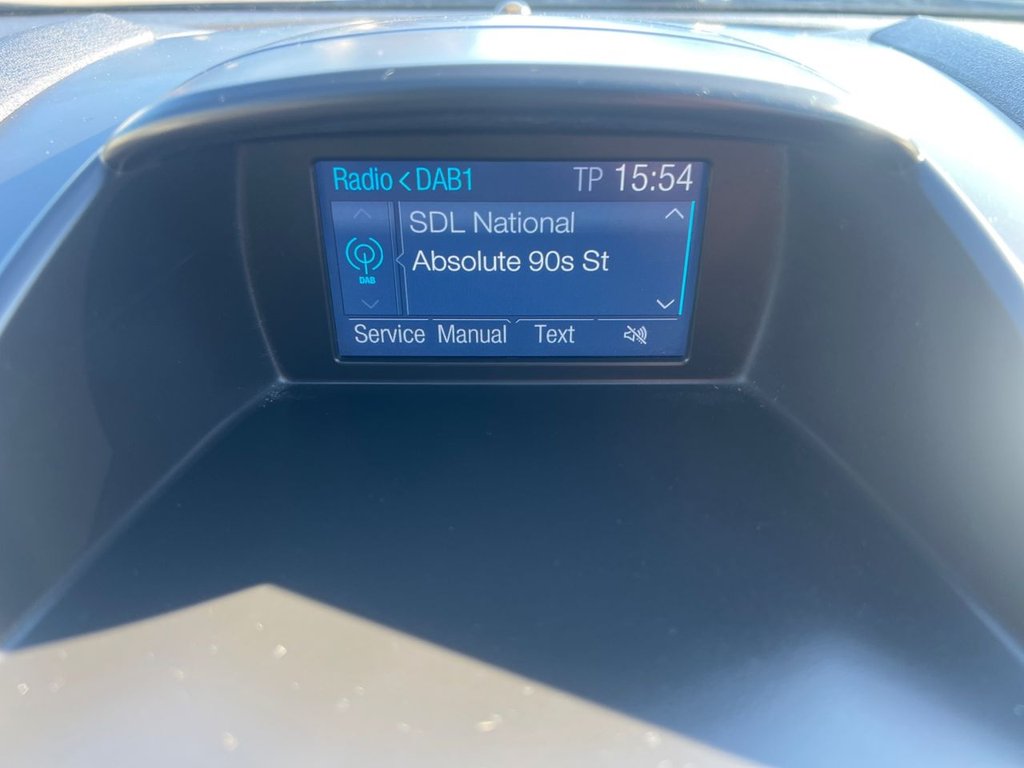 Radio < DAB1 TP 15:54
SDL National
DAB
Absolute 90s St
Service Manual Text